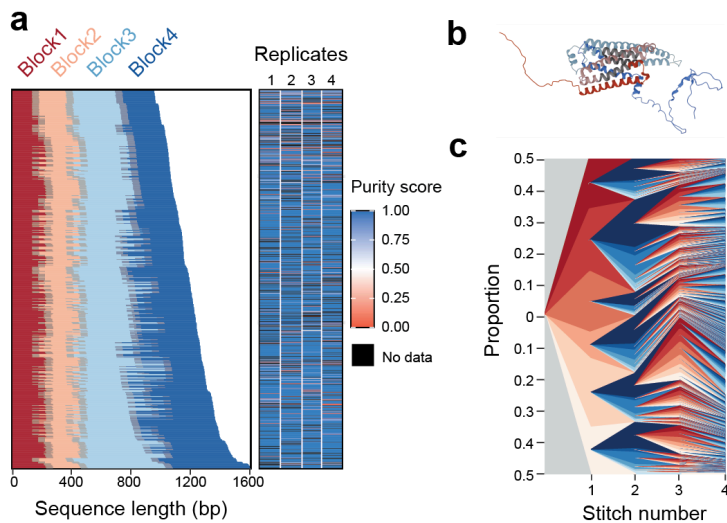 a
Block1
Block2
Block3
Block4
Replicates
1 2 3 4
0 400 800 1200 1600
Sequence length (bp)
Purity score
1.00
0.75
0.50
0.25
0.00
No data
b
c
0.5
0.4
0.3
0.2
0.1
0
0.1
0.2
0.3
0.4
0.5
Proportion
1 2 3 4
Stitch number